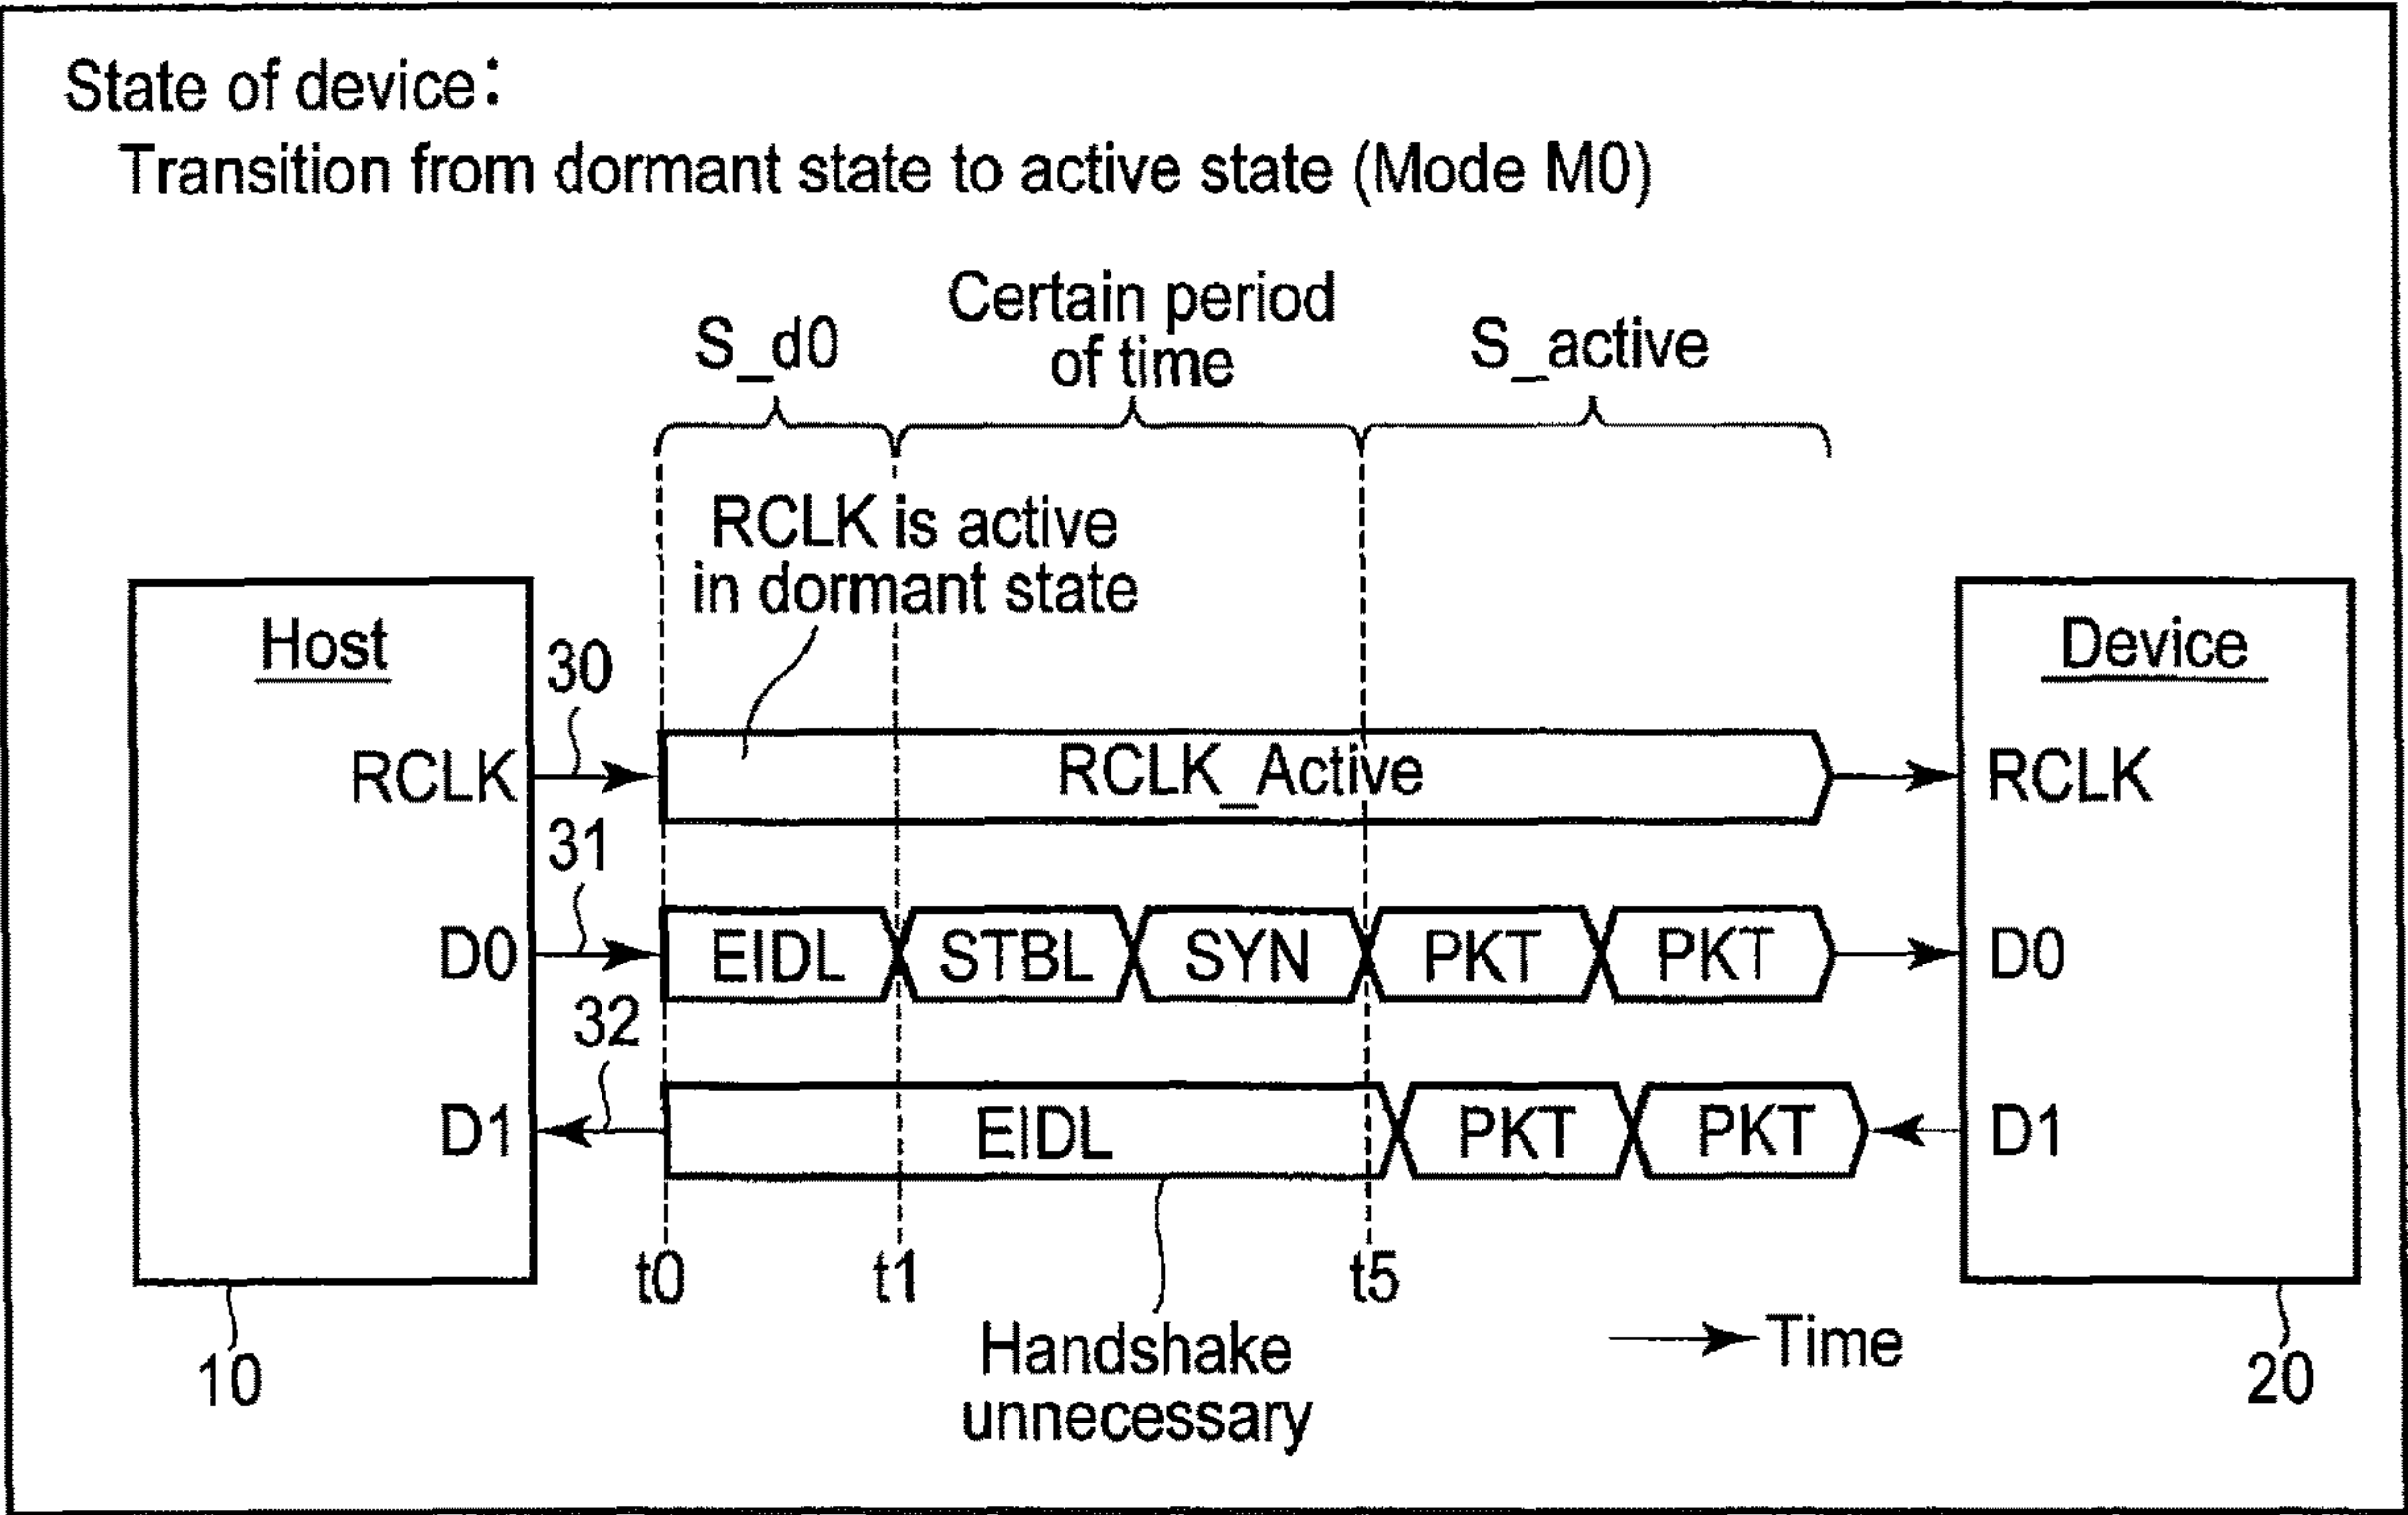 State of device:
Transition from dormant state to active state (Mode M0)
Certain period
of time
S_d0
S_active
RCLK is active
in dormant state
Host
Device
30
RCLK
RCLK_Active
RCLK
31
D0
EIDL
STBL
SYN
PKT
PKT
D0
32
D1
EIDL
PKT
PKT
D1
t0
t1
t5
Handshake
unnecessary
Time
10
20